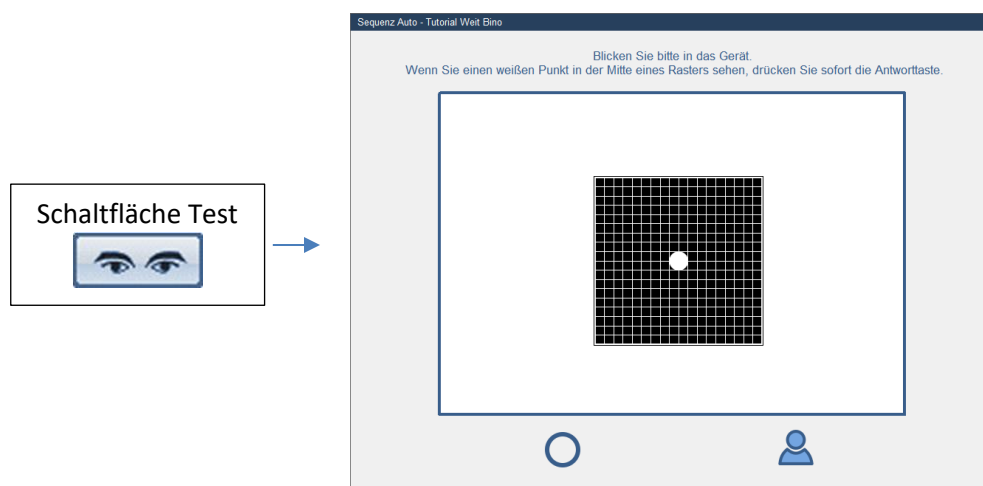 Sequenz Auto - Tutorial Weit Bino
Blicken Sie bitte in das Gerät.
Wenn Sie einen weißen Punkt in der Mitte eines Rasters sehen, drücken Sie sofort die Antworttaste.
Schaltfläche Test